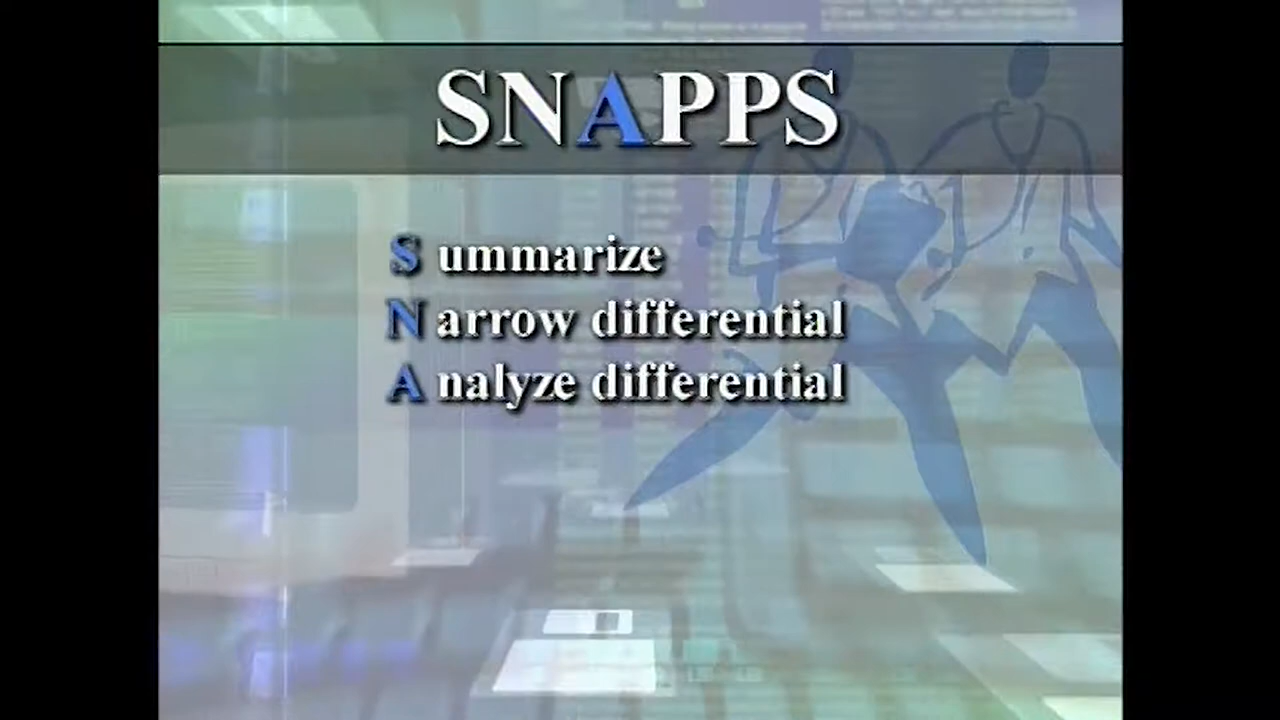 SNAPPS
Summarize
Narrow differential
Analyze differential